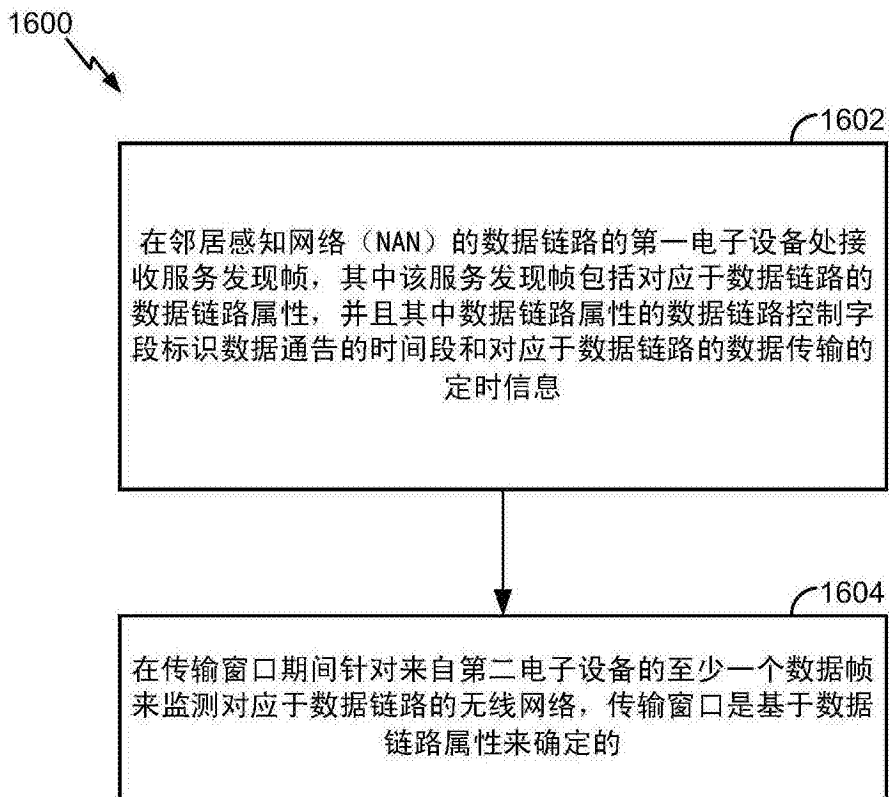 1600
1602
在邻居感知网络（NAN）的数据链路的第一电子设备处接
收服务发现帧，其中该服务发现帧包括对应于数据链路的
数据链路属性，并且其中数据链路属性的数据链路控制字
段标识数据通告的时间段和对应于数据链路的数据传输的
定时信息
1604
在传输窗口期间针对来自第二电子设备的至少一个数据帧
来监测对应于数据链路的无线网络，传输窗口是基于数据
链路属性来确定的